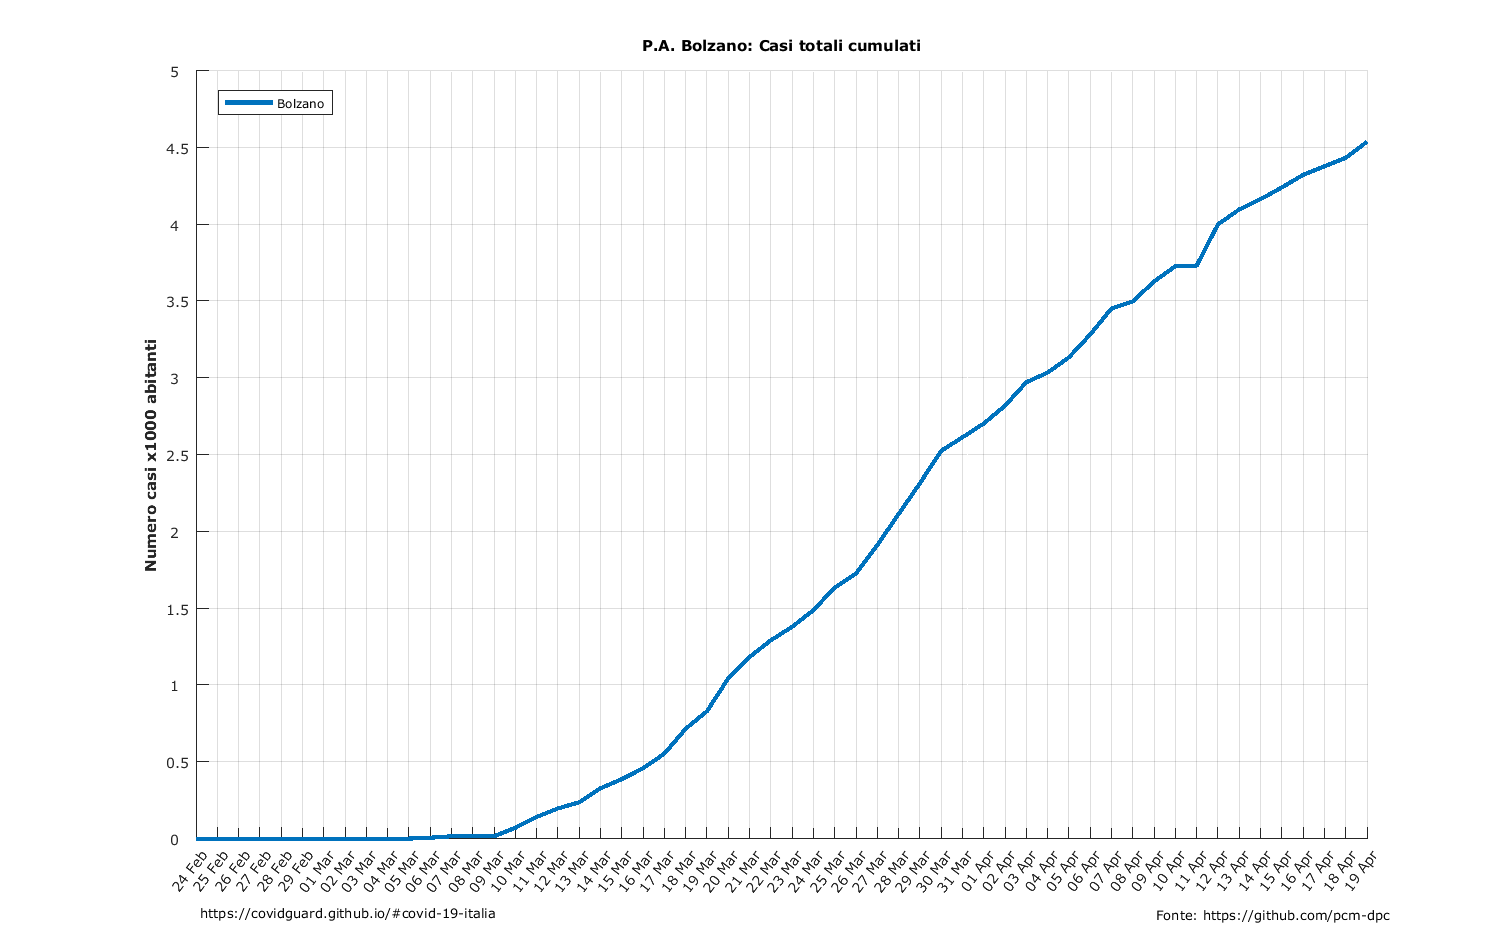 P.A. Bolzano: Casi totali cumulati
Bolzano
Numero casi x1000 abitanti
5
4.5
4
3.5
3
2.5
2
1.5
1
0.5
0
24 Feb
25 Feb
26 Feb
27 Feb
28 Feb
29 Feb
01 Mar
02 Mar
03 Mar
04 Mar
05 Mar
06 Mar
07 Mar
08 Mar
09 Mar
10 Mar
11 Mar
12 Mar
13 Mar
14 Mar
15 Mar
16 Mar
17 Mar
18 Mar
19 Mar
20 Mar
21 Mar
22 Mar
23 Mar
24 Mar
25 Mar
26 Mar
27 Mar
28 Mar
29 Mar
30 Mar
31 Mar
01 Apr
02 Apr
03 Apr
04 Apr
05 Apr
06 Apr
07 Apr
08 Apr
09 Apr
10 Apr
11 Apr
12 Apr
13 Apr
14 Apr
15 Apr
16 Apr
17 Apr
18 Apr
19 Apr
https://covidguard.github.io/#covid-19-italia
Fonte: https://github.com/pcm-dpc